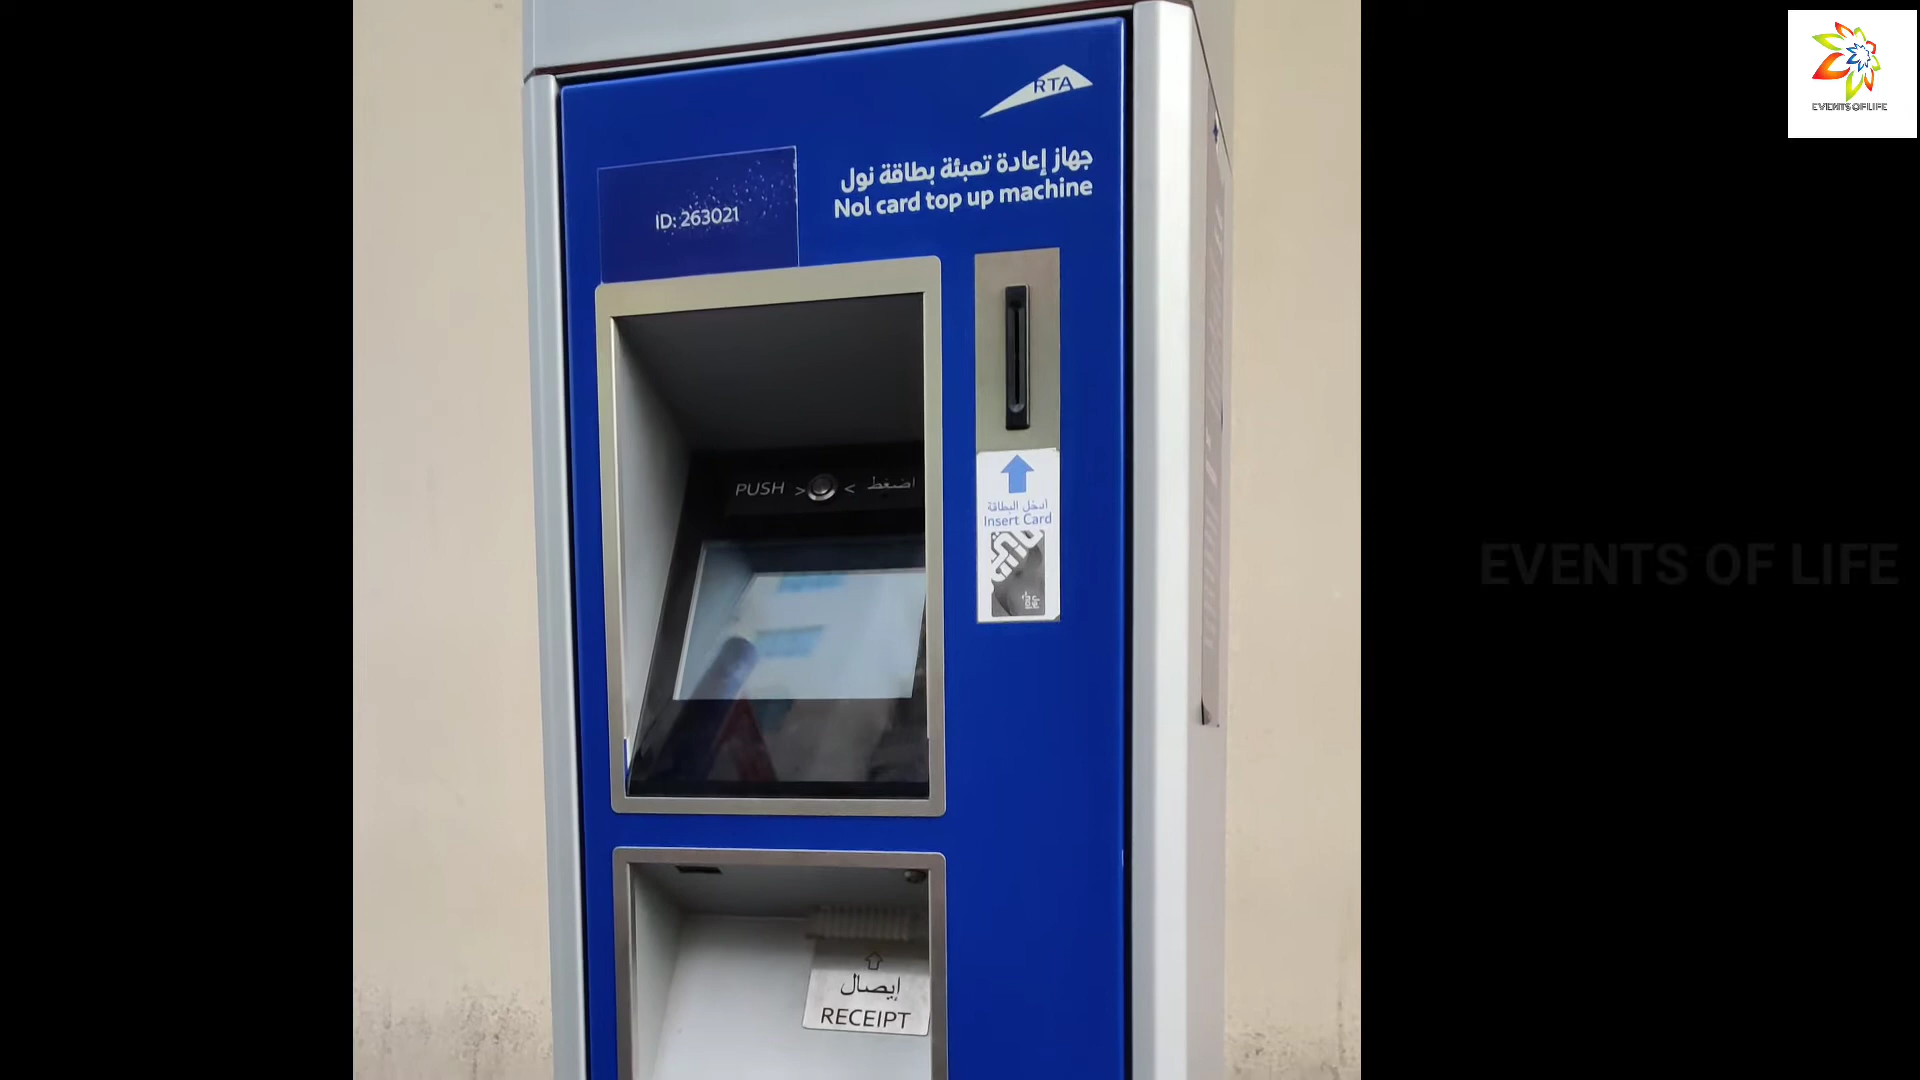 RTA
جهاز إعادة تعبئة بطاقة نول
Nol card top up machine
ID: 263021
PUSH > < اضغط
أدخل البطاقة
Insert Card
إيصال
RECEIPT
EVENTS OF LIFE
EVENTS OF LIFE